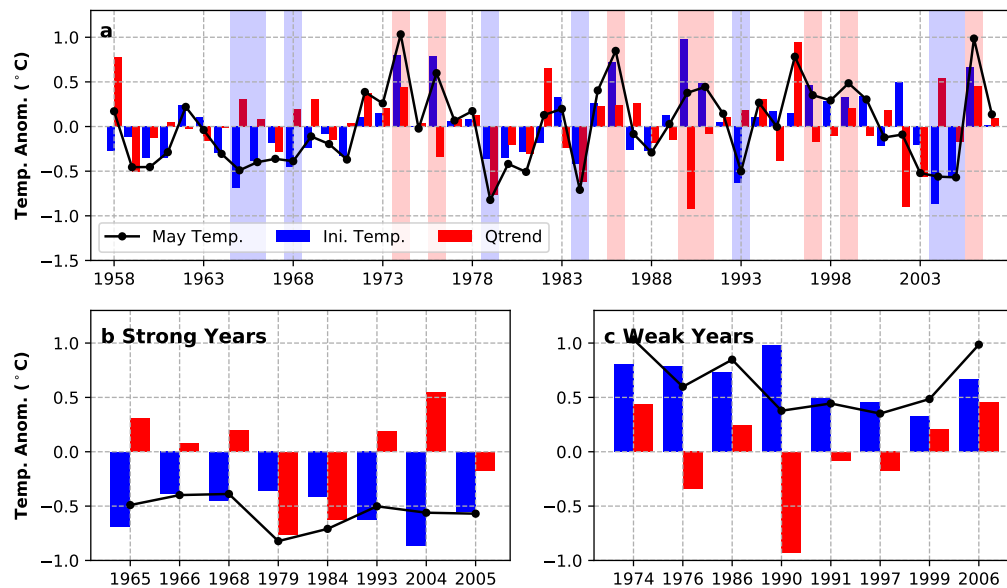 a
Temp. Anom. (°C)
1.0
0.5
0.0
−0.5
−1.0
−1.5
May Temp. Ini. Temp. Qtrend
1958 1963 1968 1973 1978 1983 1988 1993 1998 2003
b Strong Years
Temp. Anom. (°C)
1.0
0.5
0.0
−0.5
−1.0
1965 1966 1968 1979 1984 1993 2004 2005
c Weak Years
1.0
0.5
0.0
−0.5
−1.0
1974 1976 1986 1990 1991 1997 1999 2006